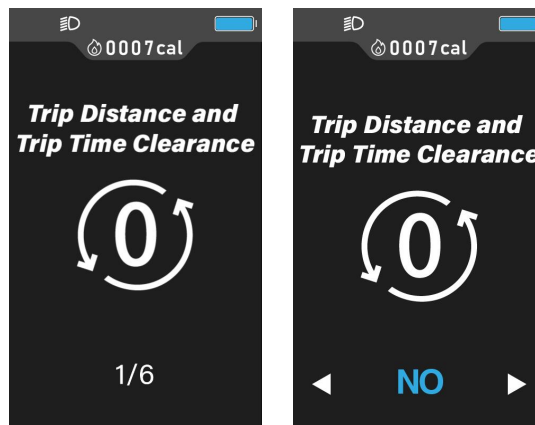 0007cal
Trip Distance and
Trip Time Clearance
0
1/6
0007cal
Trip Distance and
Trip Time Clearance
0
NO